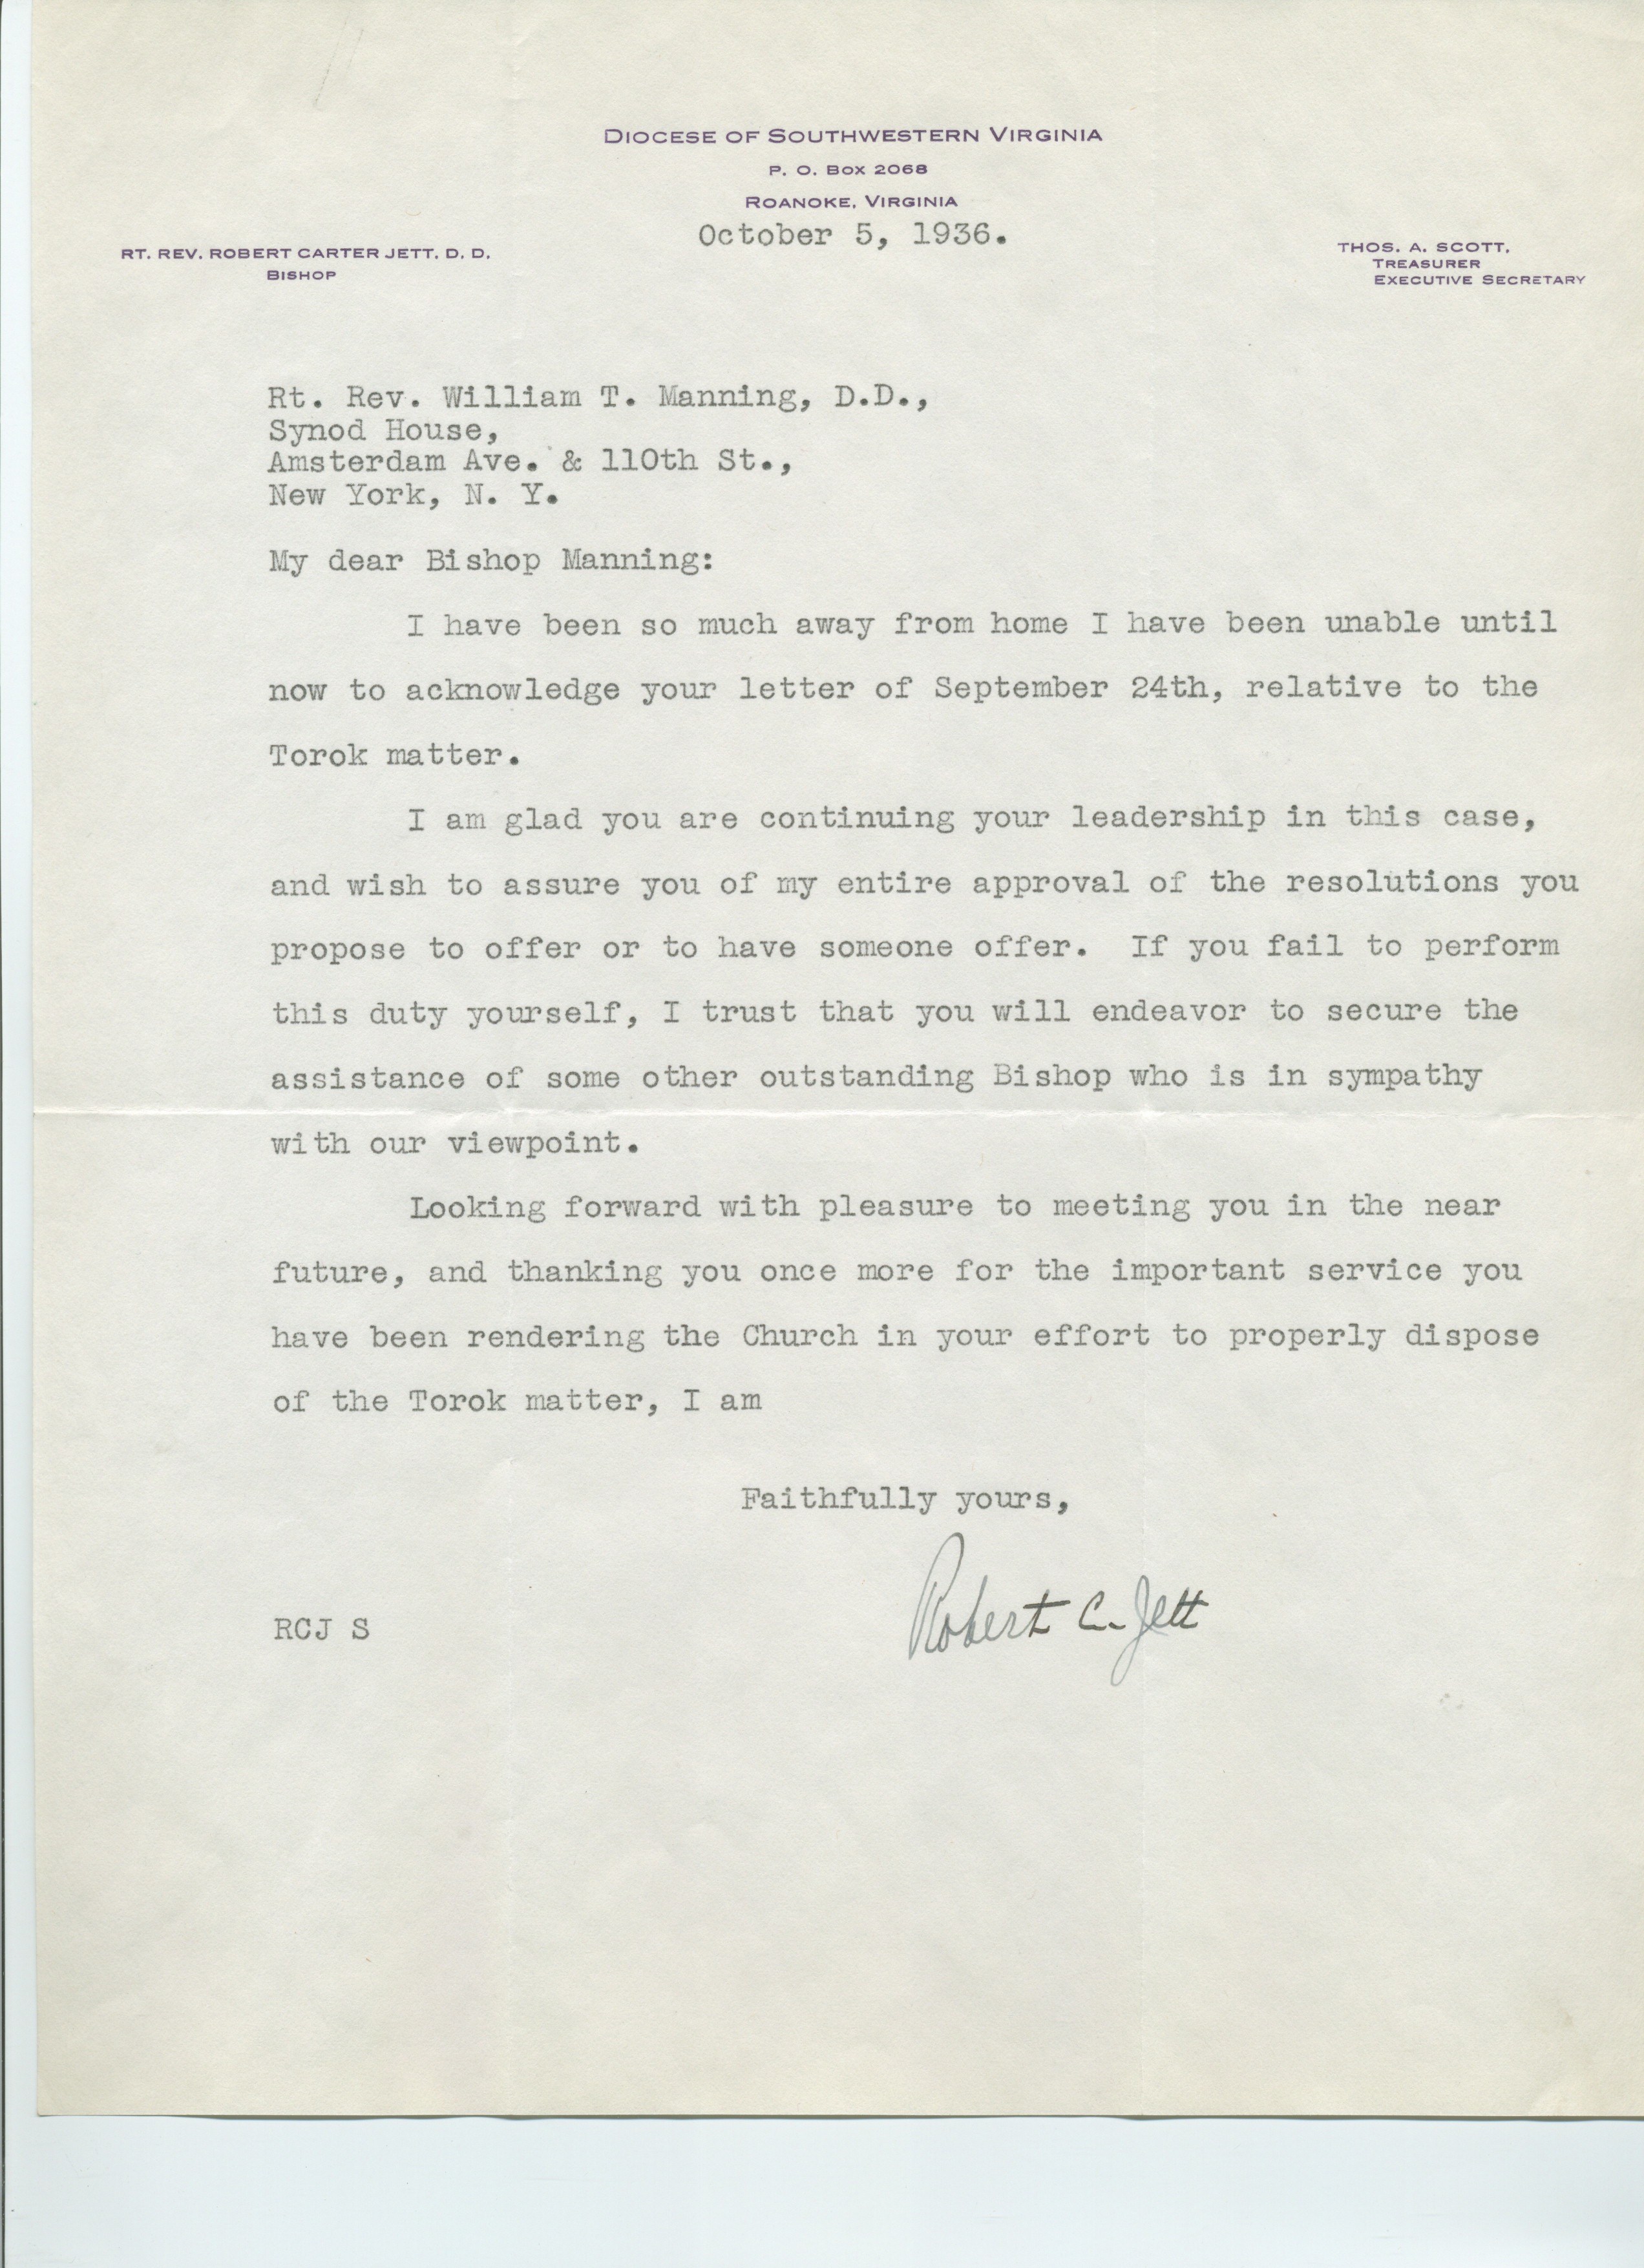 DIOCESE OF SOUTHWESTERN VIRGINIA
P. O. BOX 2068
ROANOKE, VIRGINIA
October 5, 1936.
RT. REV. ROBERT CARTER JETT, D. D.
BISHOP
THOS. A. SCOTT,
TREASURER
EXECUTIVE SECRETARY
Rt. Rev. William T. Manning, D.D.,
Synod House,
Amsterdam Ave. & 110th St.,
New York, N. Y.
My dear Bishop Manning:
I have been so much away from home I have been unable until
now to acknowledge your letter of September 24th, relative to the
Torok matter.
I am glad you are continuing your leadership in this case,
and wish to assure you of my entire approval of the resolutions you
propose to offer or to have someone offer. If you fail to perform
this duty yourself, I trust that you will endeavor to secure the
assistance of some other outstanding Bishop who is in sympathy
with our viewpoint.
Looking forward with pleasure to meeting you in the near
future, and thanking you once more for the important service you
have been rendering the Church in your effort to properly dispose
of the Torok matter, I am
Faithfully yours,
Robert C. Jett
RCJ S